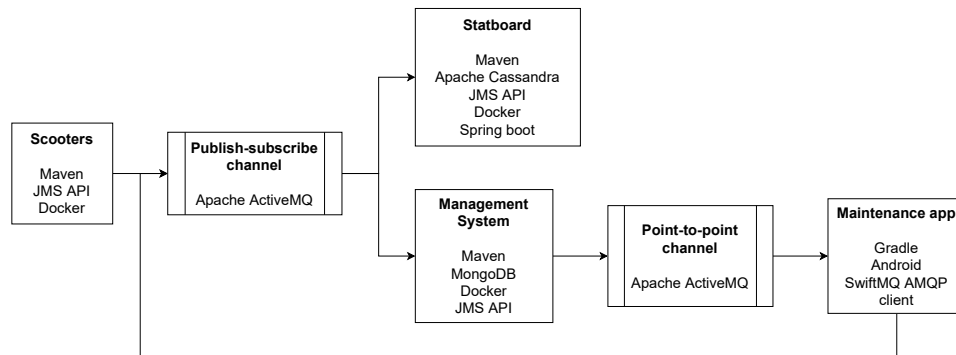 Statboard
Maven
Apache Cassandra
JMS API
Docker
Spring boot
Scooters
Maven
JMS API
Docker
Publish-subscribe
channel
Apache ActiveMQ
Management
System
Maven
MongoDB
Docker
JMS API
Point-to-point
channel
Apache ActiveMQ
Maintenance app
Gradle
Android
SwiftMQ AMQP
client